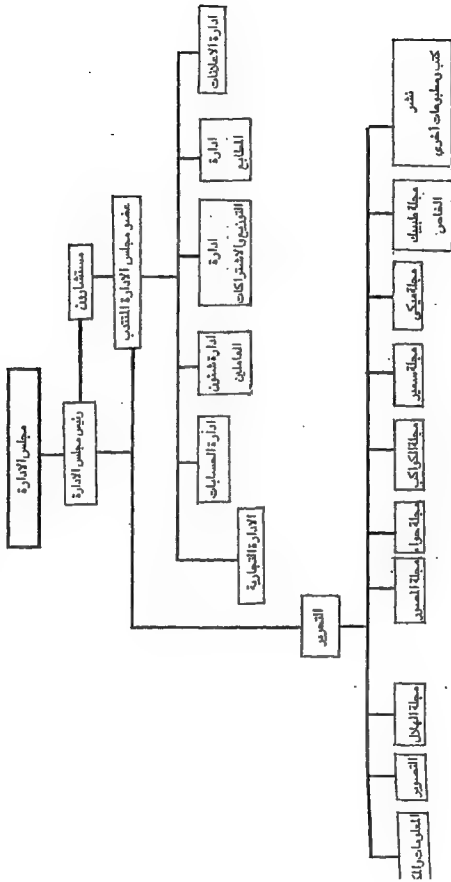 مجلس الادارة
رئيس مجلس الادارة
مستشارون
عضو مجلس الادارة المنتدب
ادارة الاعلانات
ادارة
المطابع
ادارة
التوزيع والاشتراكات
ادارة شئون
العاملين
ادارة الحسابات
الادارة التجارية
التحرير
نشر
كتب ومطبوعات أخرى
مجلة طبيبك
الخاص
مجلة ميكى
مجلة سمير
مجلة الكواكب
مجلة حواء
مجلة المصور
مجلة الهلال
التصوير
المعلومات